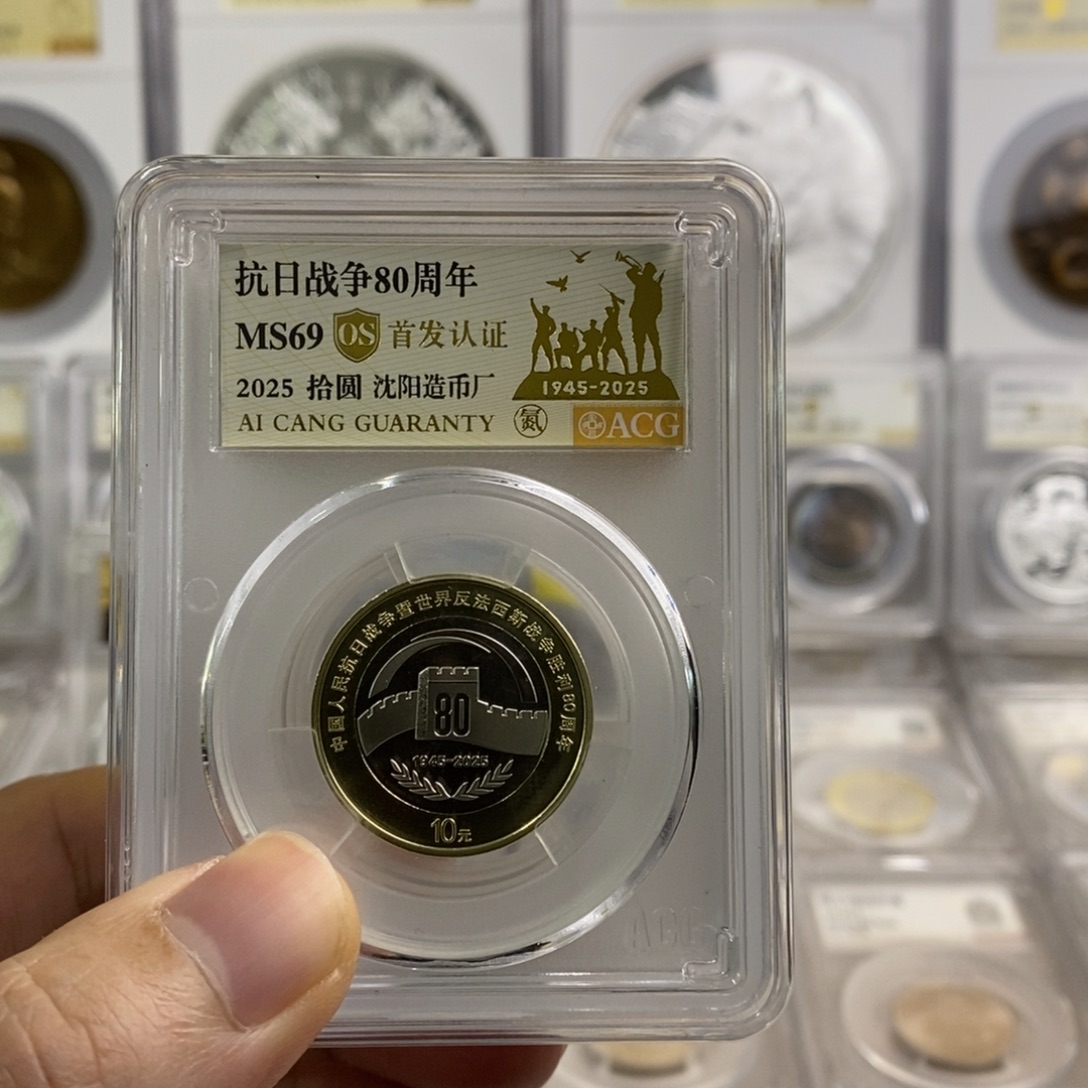 抗日战争80周年
MS69 OS 首发认证
2025 拾圆 沈阳造币厂
1945-2025
AI CANG GUARANTY 氮 ACG
中国人民抗日战争暨世界反法西斯战争胜利80周年
80
1945-2025
10元
ACG